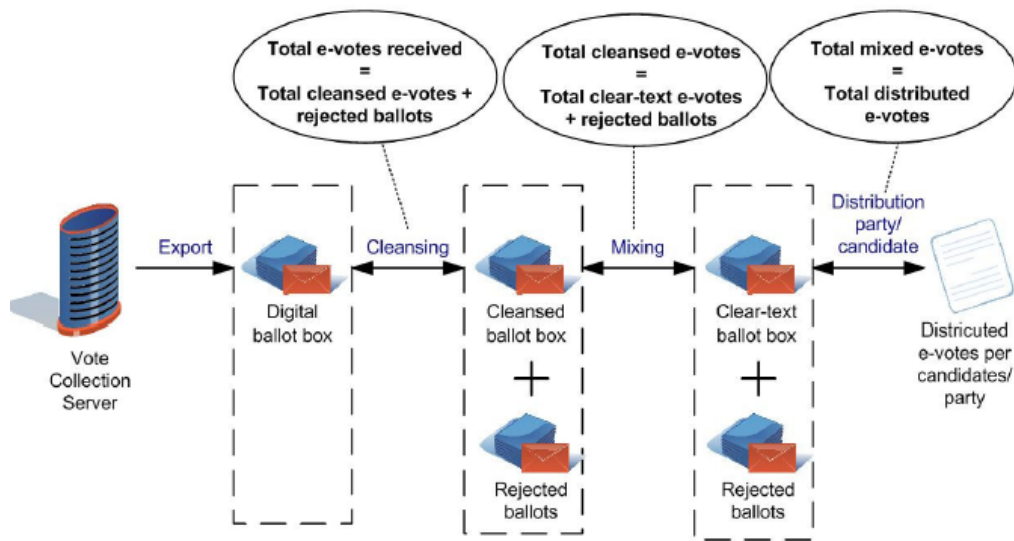 Total e-votes received
=
Total cleansed e-votes +
rejected ballots
Total cleansed e-votes
=
Total clear-text e-votes
+ rejected ballots
Total mixed e-votes
=
Total distributed
e-votes
Export
Cleansing
Mixing
Distribution
party/
candidate
Vote
Collection
Server
Digital
ballot box
Cleansed
ballot box
+
Rejected
ballots
Clear-text
ballot box
+
Rejected
ballots
Districuted
e-votes per
candidates/
party